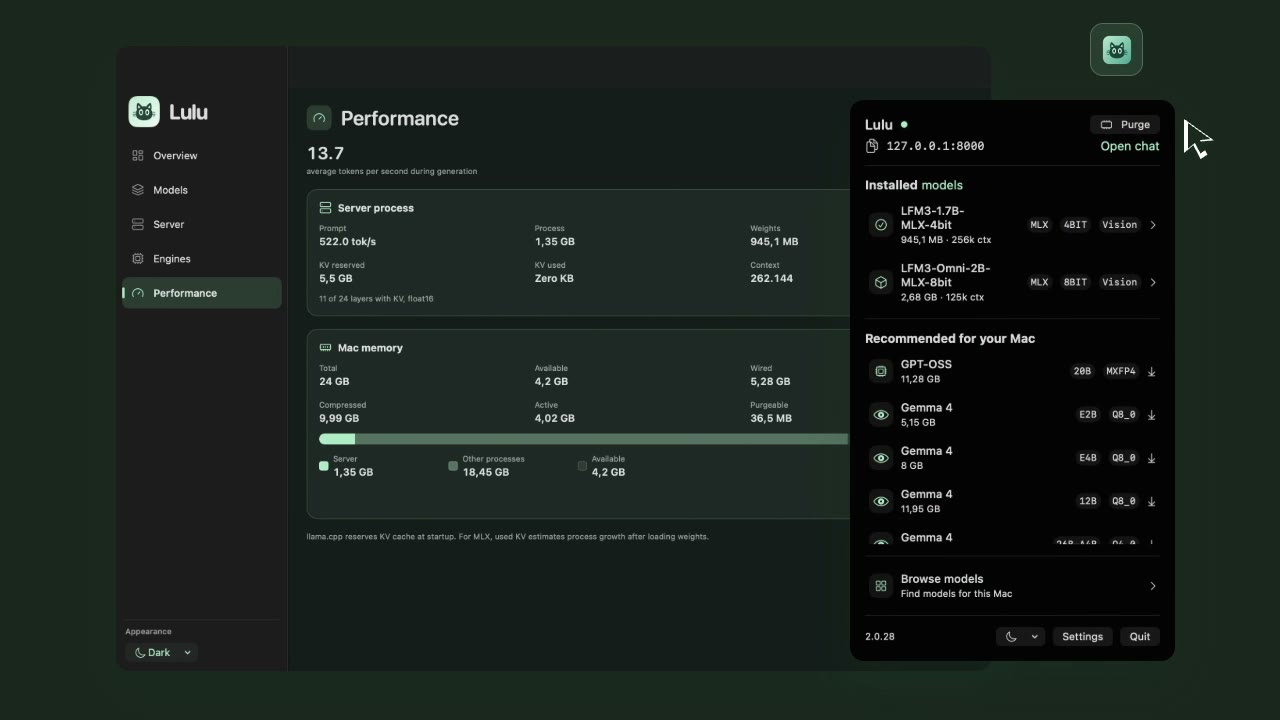 Lulu
Overview
Models
Server
Engines
Performance
Appearance
Dark
Performance
13.7
average tokens per second during generation
Server process
Prompt Process Weights
522.0 tok/s 1,35 GB 945,1 MB
KV reserved KV used Context
5,5 GB Zero KB 262.144
11 of 24 layers with KV, float16
Mac memory
Total Available Wired
24 GB 4,2 GB 5,28 GB
Compressed Active Purgeable
9,99 GB 4,02 GB 36,5 MB
Server Other processes Available
1,35 GB 18,45 GB 4,2 GB
llama.cpp reserves KV cache at startup. For MLX, used KV estimates process growth after loading weights.
Lulu Purge
127.0.0.1:8000 Open chat
Installed models
LFM3-1.7B-
MLX-4bit MLX 4BIT Vision
945,1 MB · 256k ctx
LFM3-Omni-2B-
MLX-8bit MLX 8BIT Vision
2,68 GB · 125k ctx
Recommended for your Mac
GPT-OSS 20B MXFP4
11,28 GB
Gemma 4 E2B Q8_0
5,15 GB
Gemma 4 E4B Q8_0
8 GB
Gemma 4 12B Q8_0
11,95 GB
Gemma 4
Browse models
Find models for this Mac
2.0.28 Settings Quit